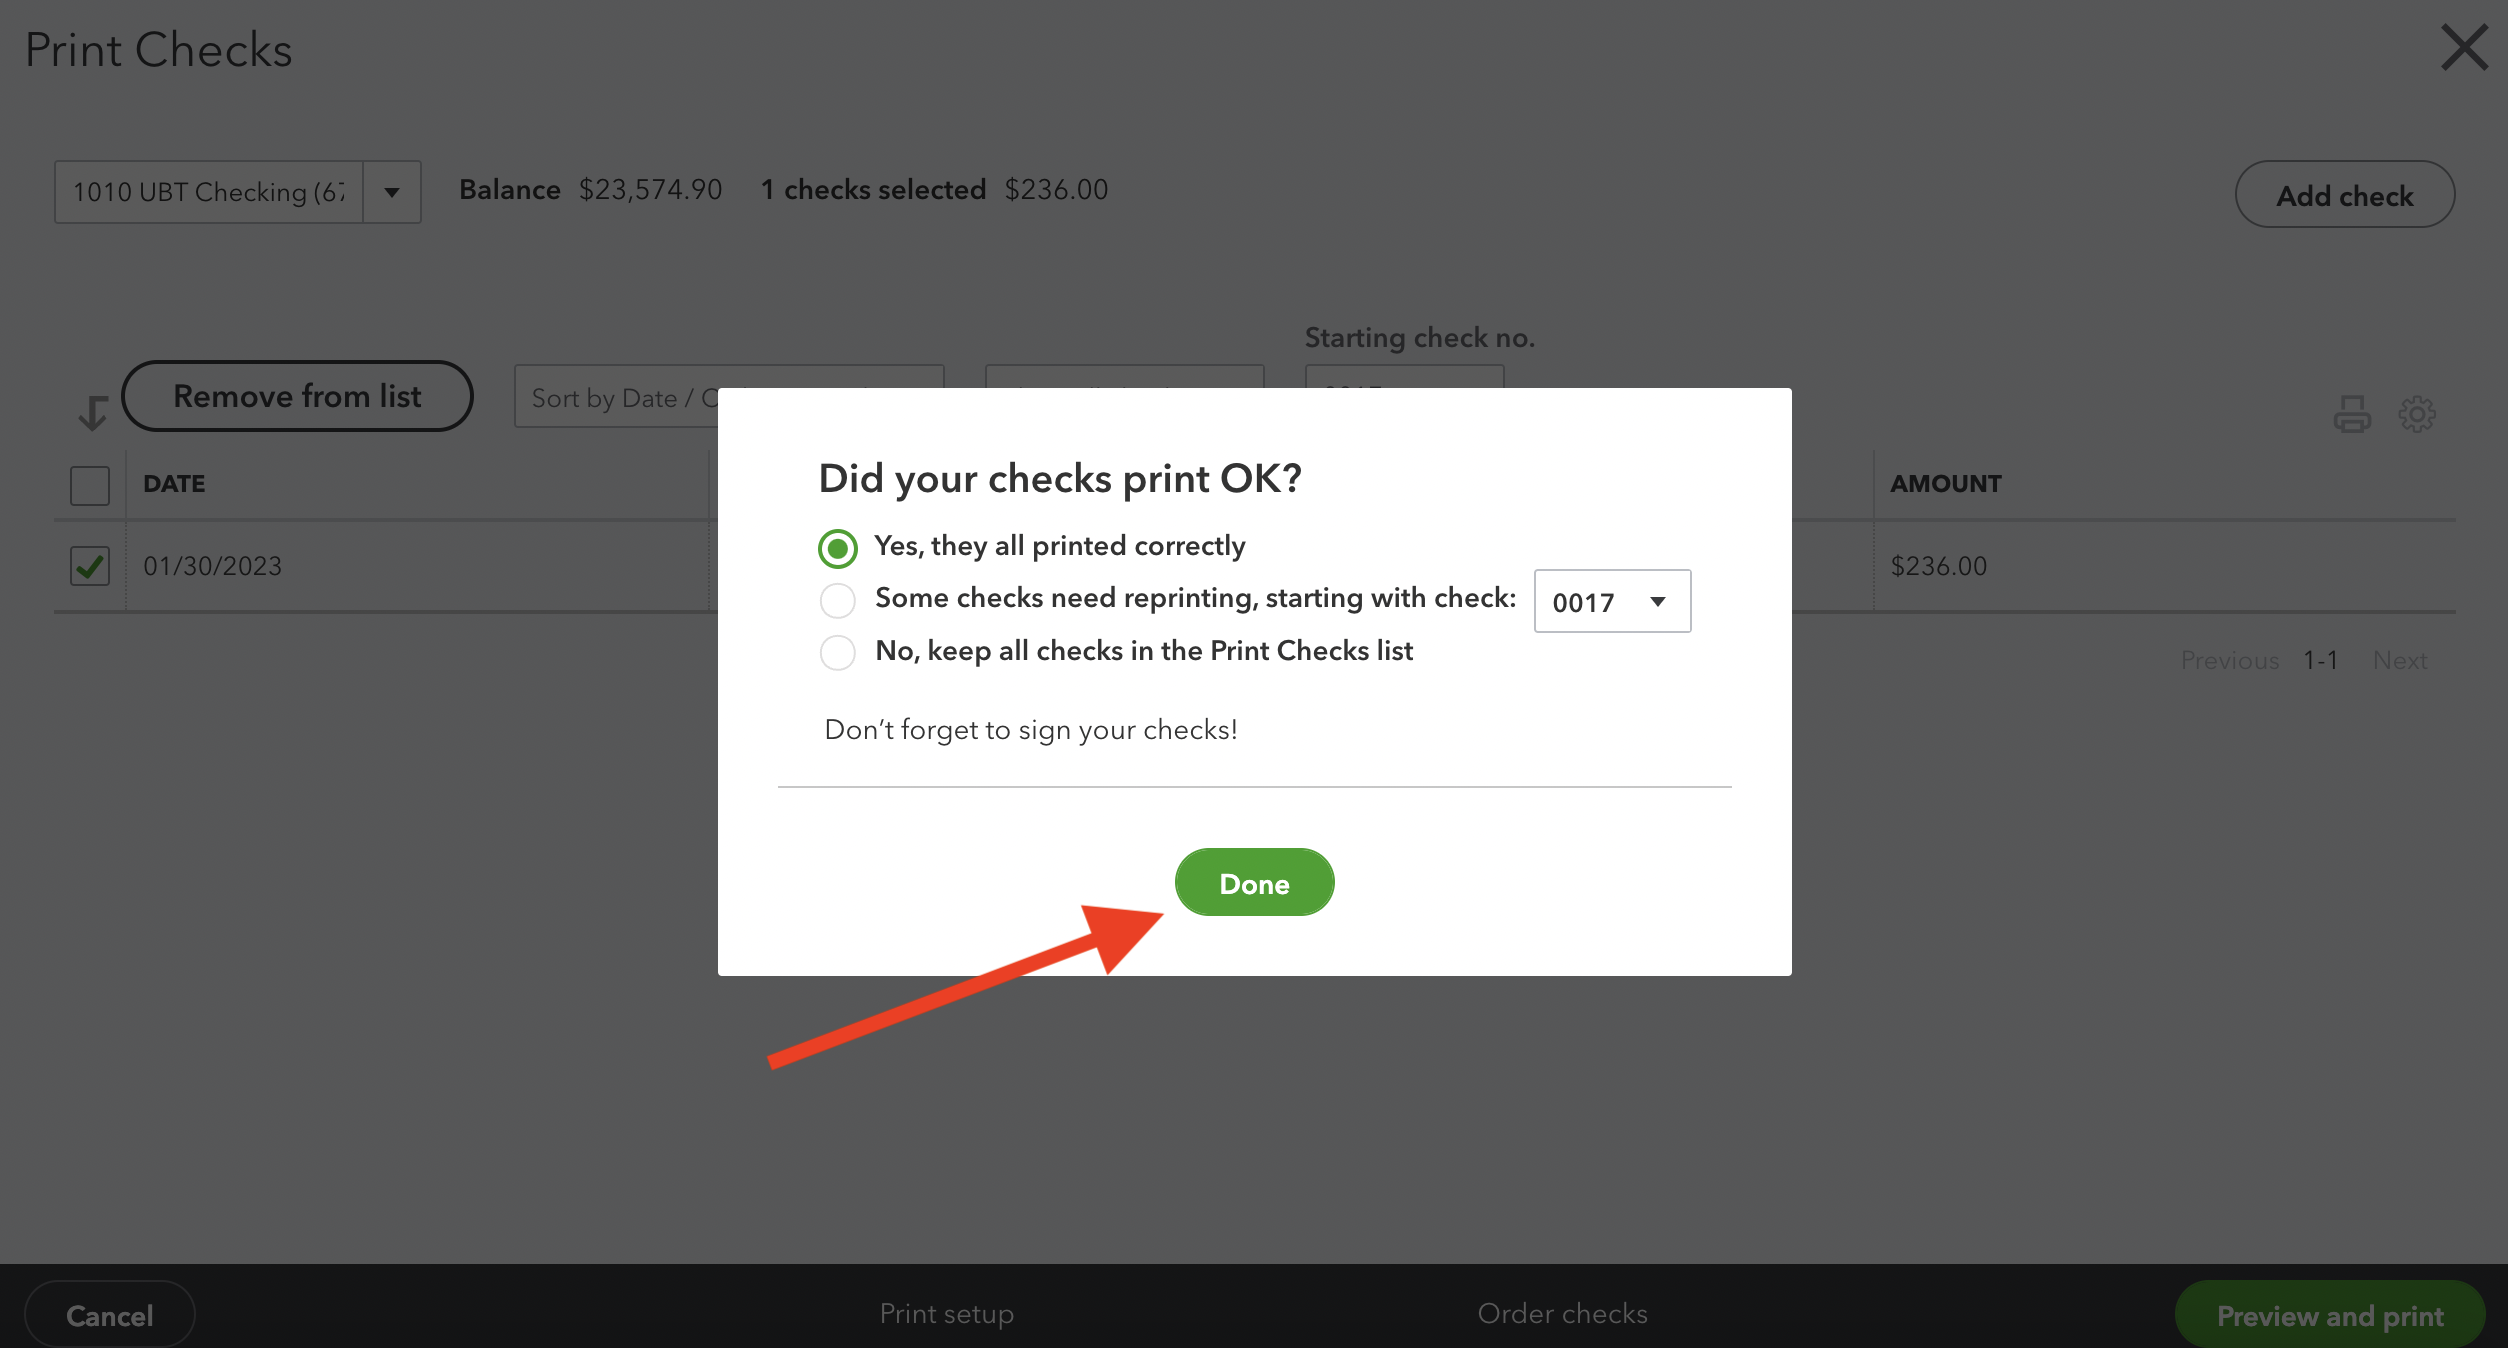 Print Checks
1010 UBT Checking (67
Balance $23,574.90 1 checks selected $236.00
Add check
Starting check no.
Remove from list
Sort by Date /
DATE
AMOUNT
01/30/2023
$236.00
Previous 1-1 Next
Did your checks print OK?
Yes, they all printed correctly
Some checks need reprinting, starting with check: 0017
No, keep all checks in the Print Checks list
Don't forget to sign your checks!
Done
Cancel
Print setup
Order checks
Preview and print